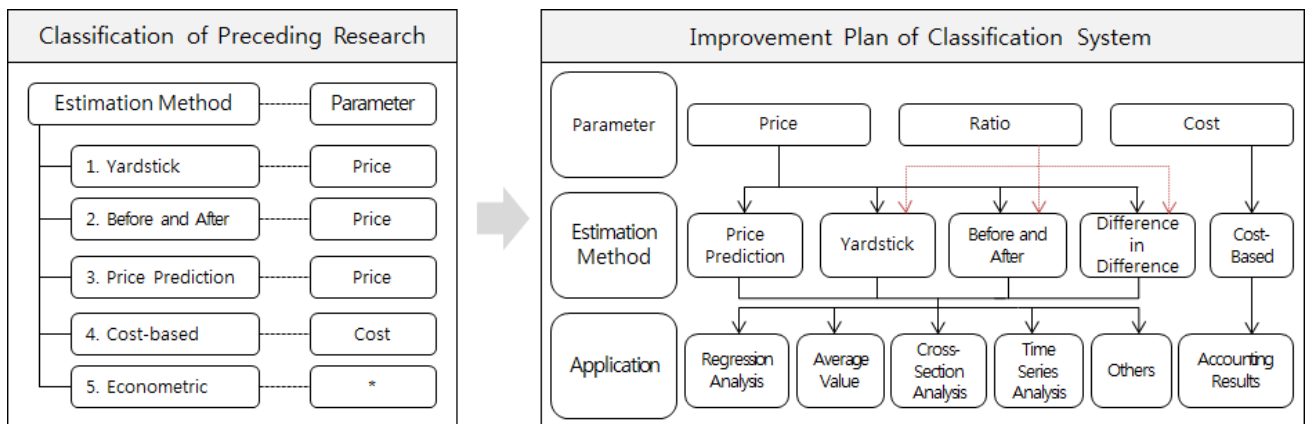 Classification of Preceding Research
Estimation Method
Parameter
1. Yardstick
Price
2. Before and After
Price
3. Price Prediction
Price
4. Cost-based
Cost
5. Econometric
*
Improvement Plan of Classification System
Parameter
Price
Ratio
Cost
Estimation
Method
Price
Prediction
Yardstick
Before and
After
Difference
in
Difference
Cost-
Based
Application
Regression
Analysis
Average
Value
Cross-
Section
Analysis
Time
Series
Analysis
Others
Accounting
Results